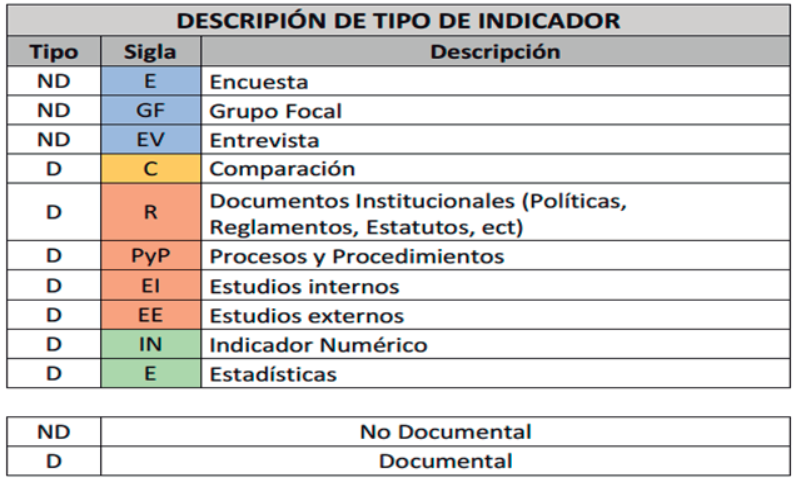 DESCRIPIÓN DE TIPO DE INDICADOR
Tipo Sigla Descripción
ND E Encuesta
ND GF Grupo Focal
ND EV Entrevista
D C Comparación
D R Documentos Institucionales (Políticas,
Reglamentos, Estatutos, ect)
D PyP Procesos y Procedimientos
D EI Estudios internos
D EE Estudios externos
D IN Indicador Numérico
D E Estadísticas
ND No Documental
D Documental